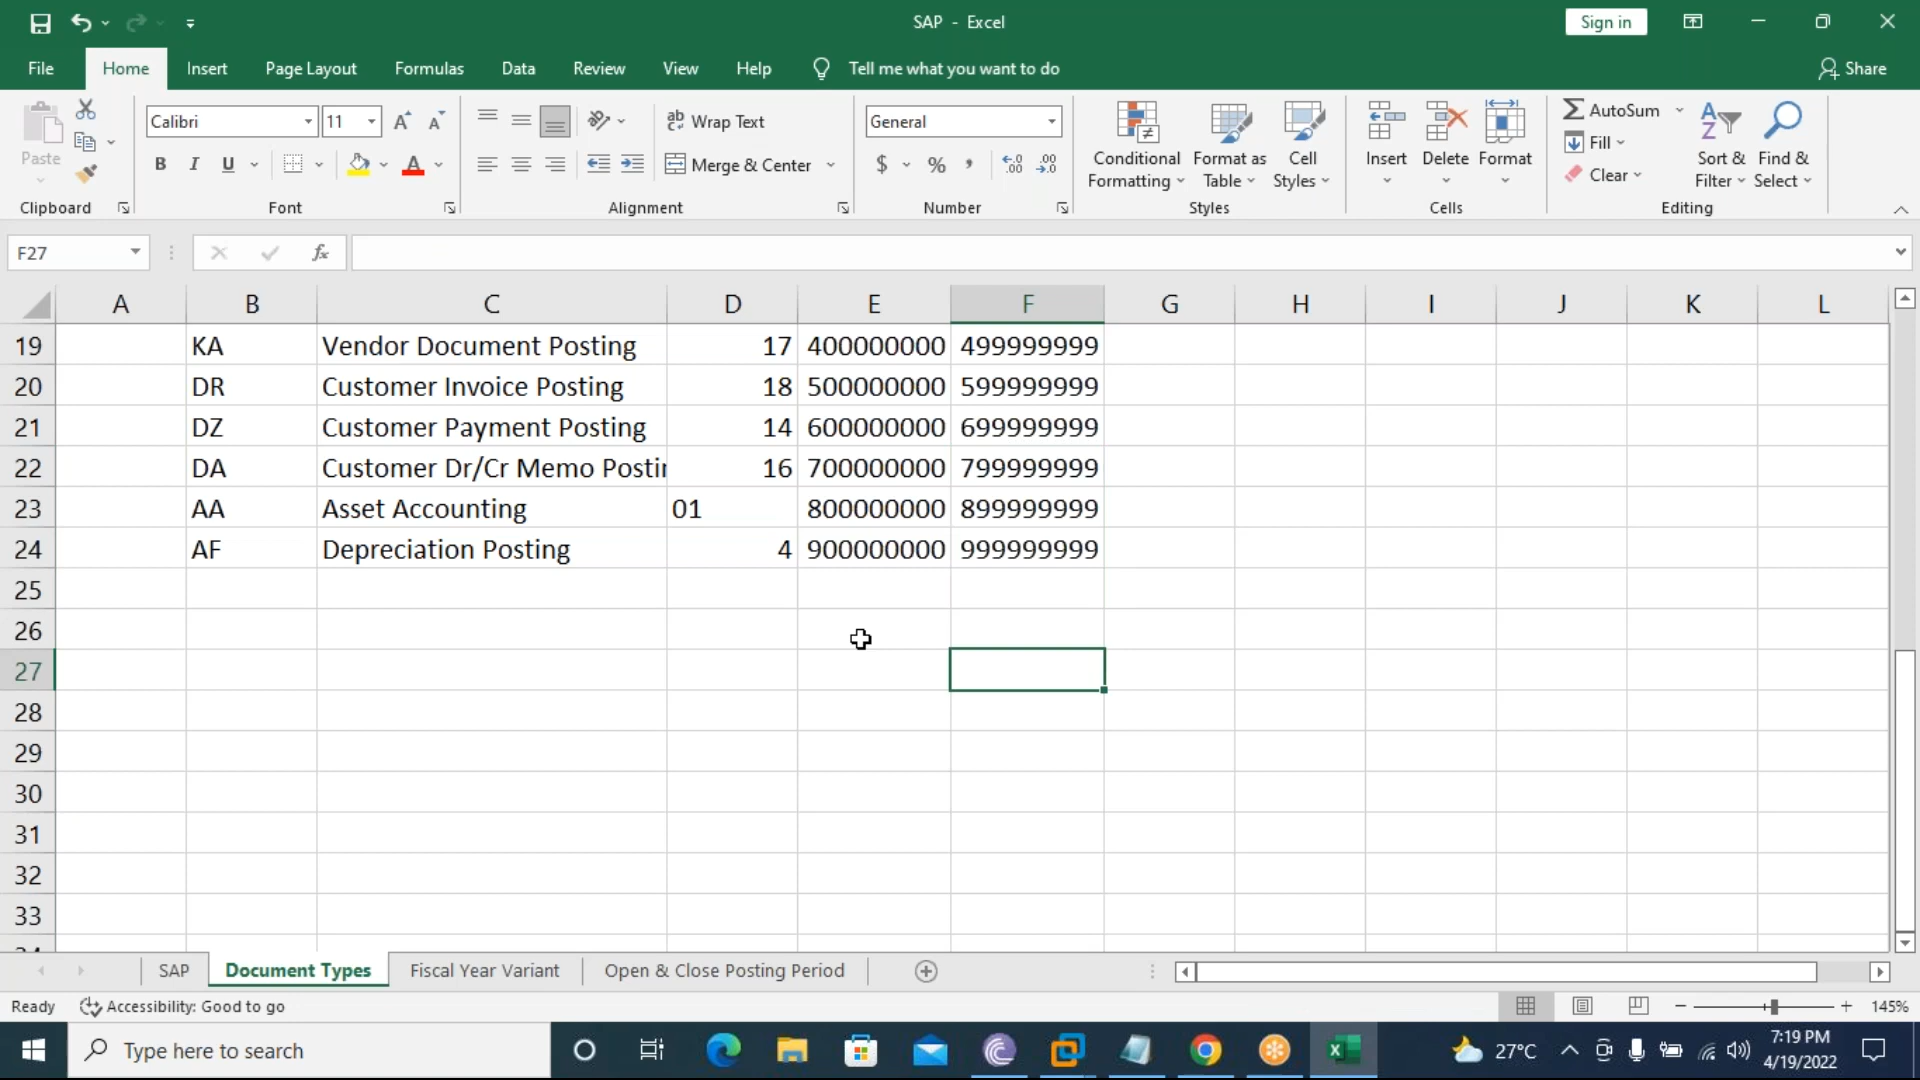 SAP - Excel
Sign in
File Home Insert Page Layout Formulas Data Review View Help Tell me what you want to do Share
Calibri 11 Wrap Text General AutoSum
Paste Fill
B I U Merge & Center $ % Conditional Formatting Format as Table Cell Styles Insert Delete Format Clear Sort & Filter Find & Select
Clipboard Font Alignment Number Styles Cells Editing
F27 fx
A B C D E F G H I J K L
19 KA Vendor Document Posting 17 400000000 499999999
20 DR Customer Invoice Posting 18 500000000 599999999
21 DZ Customer Payment Posting 14 600000000 699999999
22 DA Customer Dr/Cr Memo Postin 16 700000000 799999999
23 AA Asset Accounting 01 800000000 899999999
24 AF Depreciation Posting 4 900000000 999999999
25
26
27
28
29
30
31
32
33
SAP Document Types Fiscal Year Variant Open & Close Posting Period
Ready Accessibility: Good to go 145%
Type here to search 27°C 7:19 PM
4/19/2022